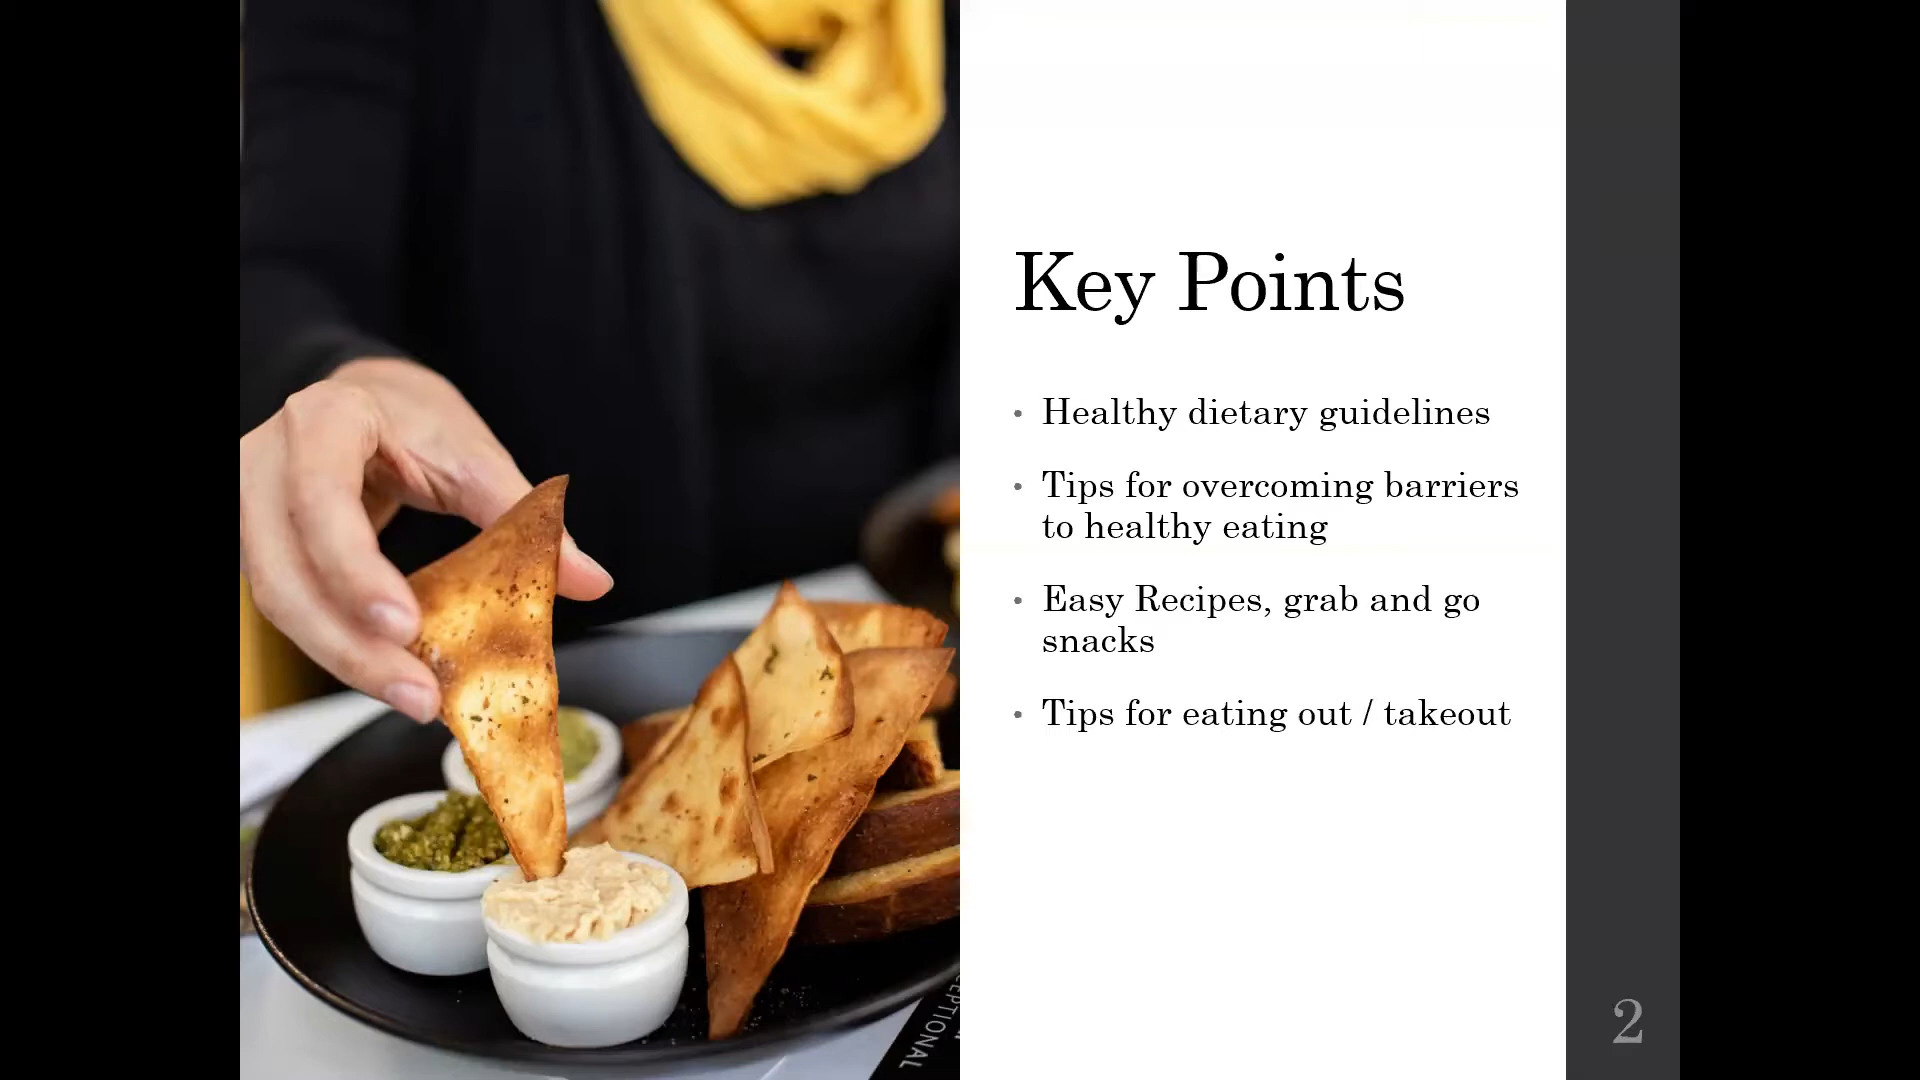 Key Points
• Healthy dietary guidelines
• Tips for overcoming barriers
to healthy eating
• Easy Recipes, grab and go
snacks
• Tips for eating out / takeout
2